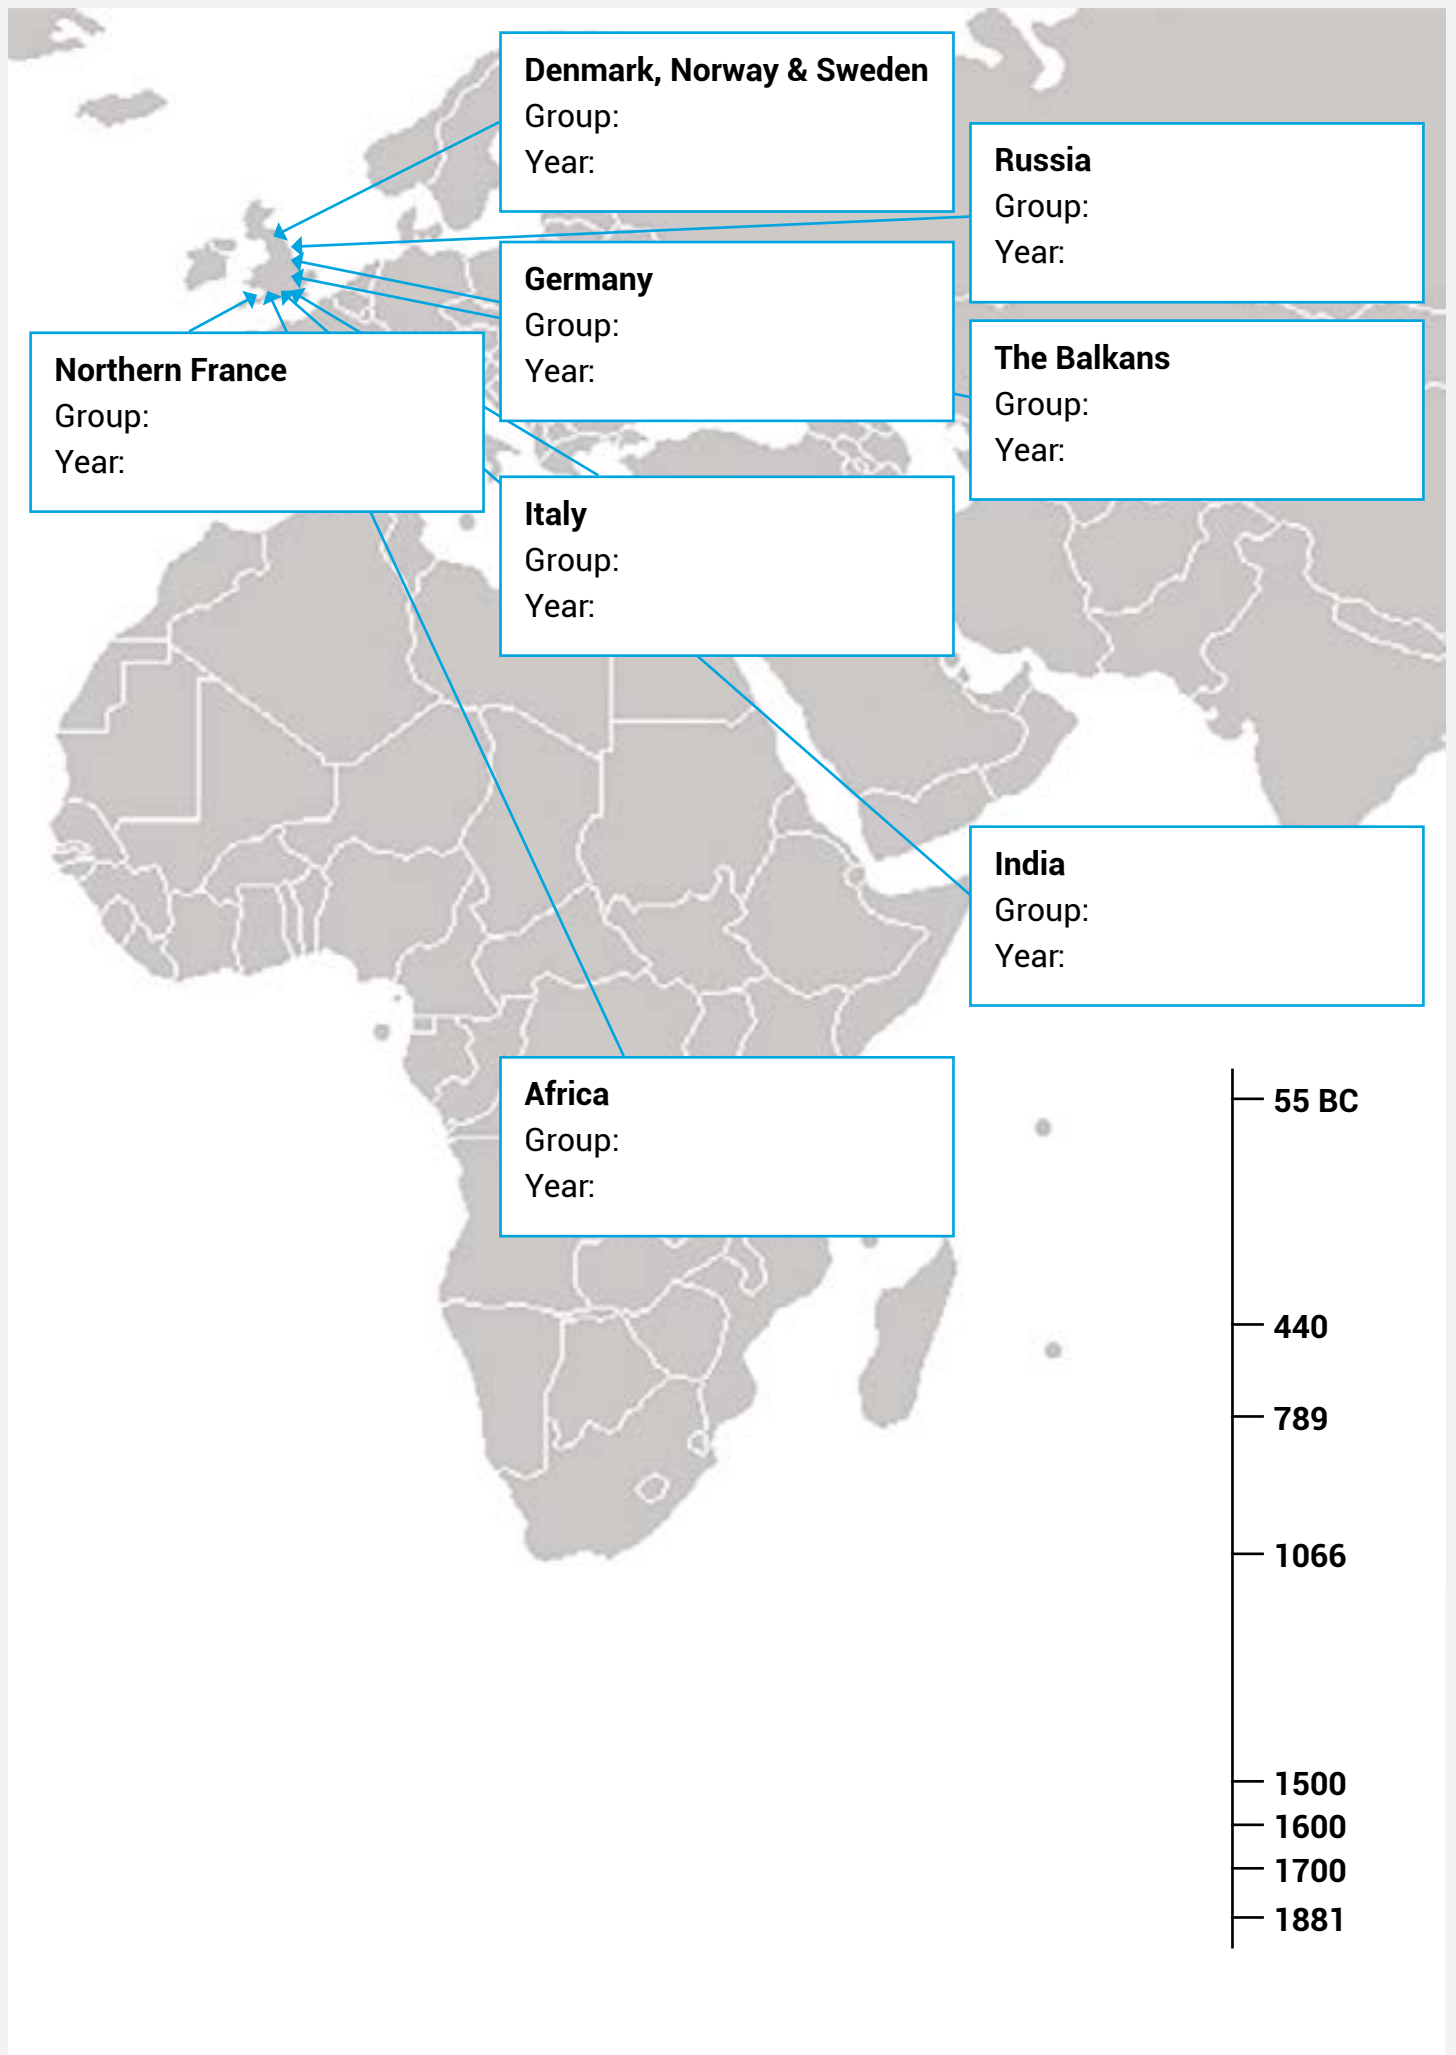 Denmark, Norway & Sweden
Group:
Year:
Russia
Group:
Year:
Germany
Group:
Year:
The Balkans
Group:
Year:
Northern France
Group:
Year:
Italy
Group:
Year:
India
Group:
Year:
Africa
Group:
Year:
55 BC
440
789
1066
1500
1600
1700
1881